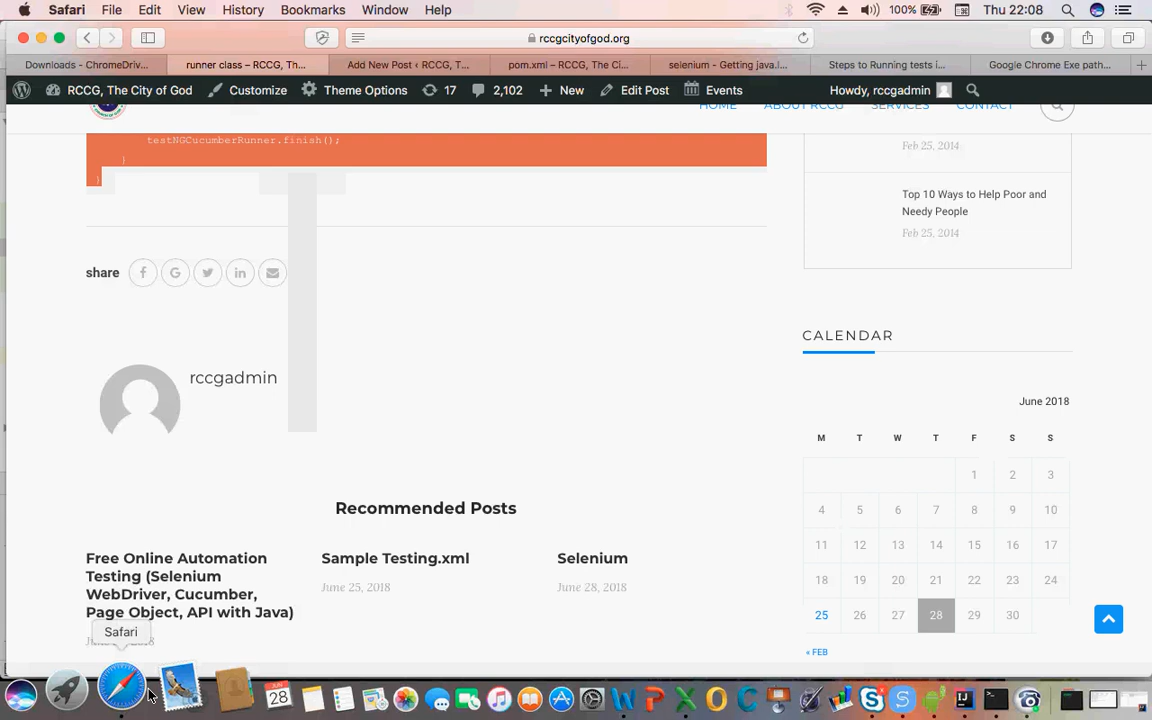 Safari File Edit View History Bookmarks Window Help 100% Thu 22:08
rccgcityofgod.org
Downloads - ChromeDriv... runner class – RCCG, Th... Add New Post ‹ RCCG, T... pom.xml – RCCG, The Ci... selenium - Getting java.l... Steps to Running tests i... Google Chrome Exe path...
RCCG, The City of God Customize Theme Options 17 2,102 New Edit Post Events Howdy, rccgadmin
HOME ABOUT RCCG SERVICES CONTACT
testNGCucumberRunner.finish();
}
}
Feb 25, 2014
Top 10 Ways to Help Poor and
Needy People
Feb 25, 2014
share
rccgadmin
CALENDAR
June 2018
M T W T F S S
1 2 3
4 5 6 7 8 9 10
11 12 13 14 15 16 17
18 19 20 21 22 23 24
25 26 27 28 29 30
« FEB
Recommended Posts
Free Online Automation
Testing (Selenium
WebDriver, Cucumber,
Page Object, API with Java)
Sample Testing.xml
June 25, 2018
Selenium
June 28, 2018
Safari
JUN
28